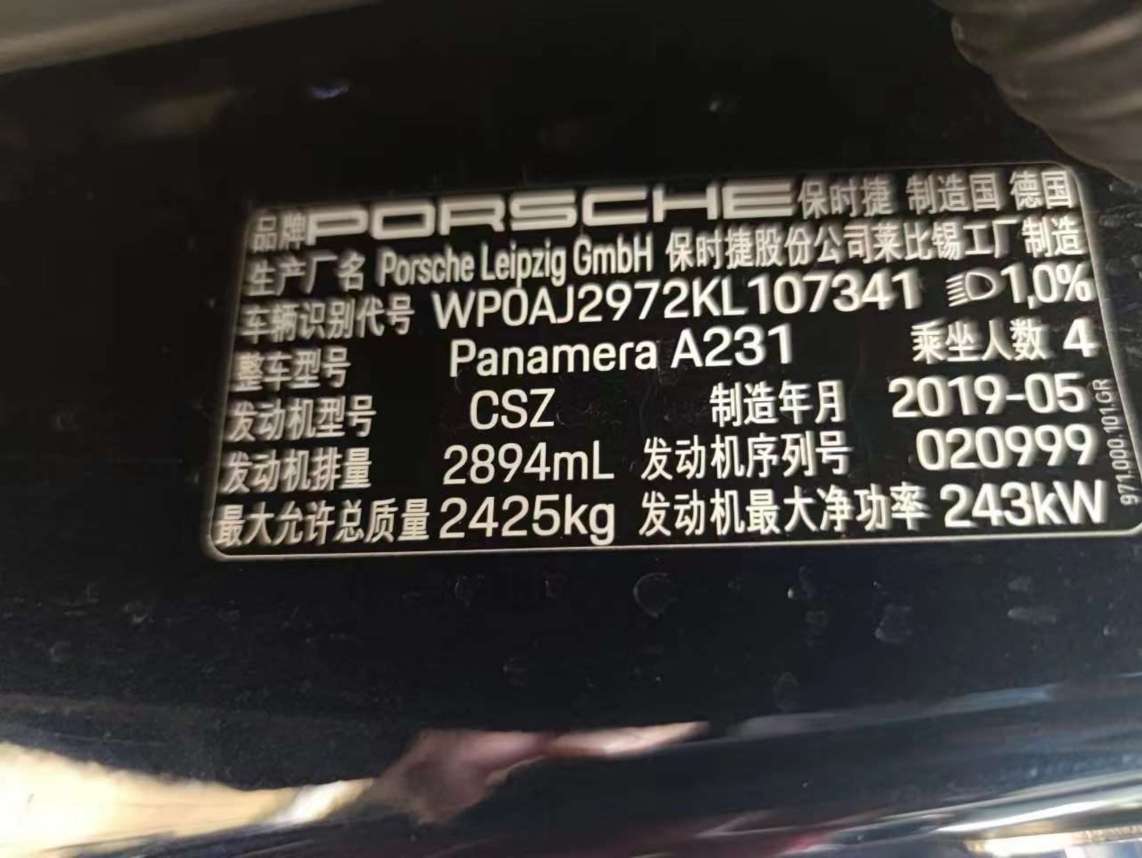 品牌 PORSCHE 保时捷 制造国 德国
生产厂名 Porsche Leipzig GmbH 保时捷股份公司莱比锡工厂制造
车辆识别代号 WP0AJ2972KL107341 1,0%
整车型号 Panamera A231 乘坐人数 4
发动机型号 CSZ 制造年月 2019-05
发动机排量 2894mL 发动机序列号 020999
最大允许总质量 2425kg 发动机最大净功率 243kW
971.000.101.GR